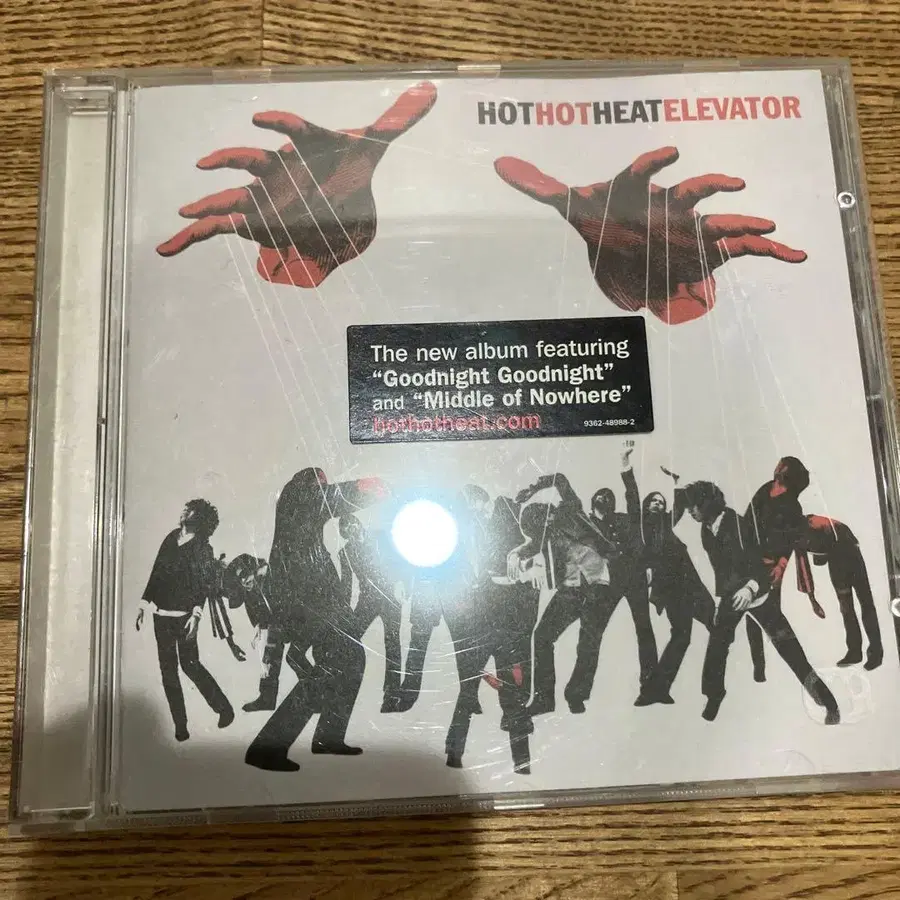 HOTHOTHEATELEVATOR
The new album featuring
“Goodnight Goodnight”
and “Middle of Nowhere”
hothotheat.com
9362-48988-2